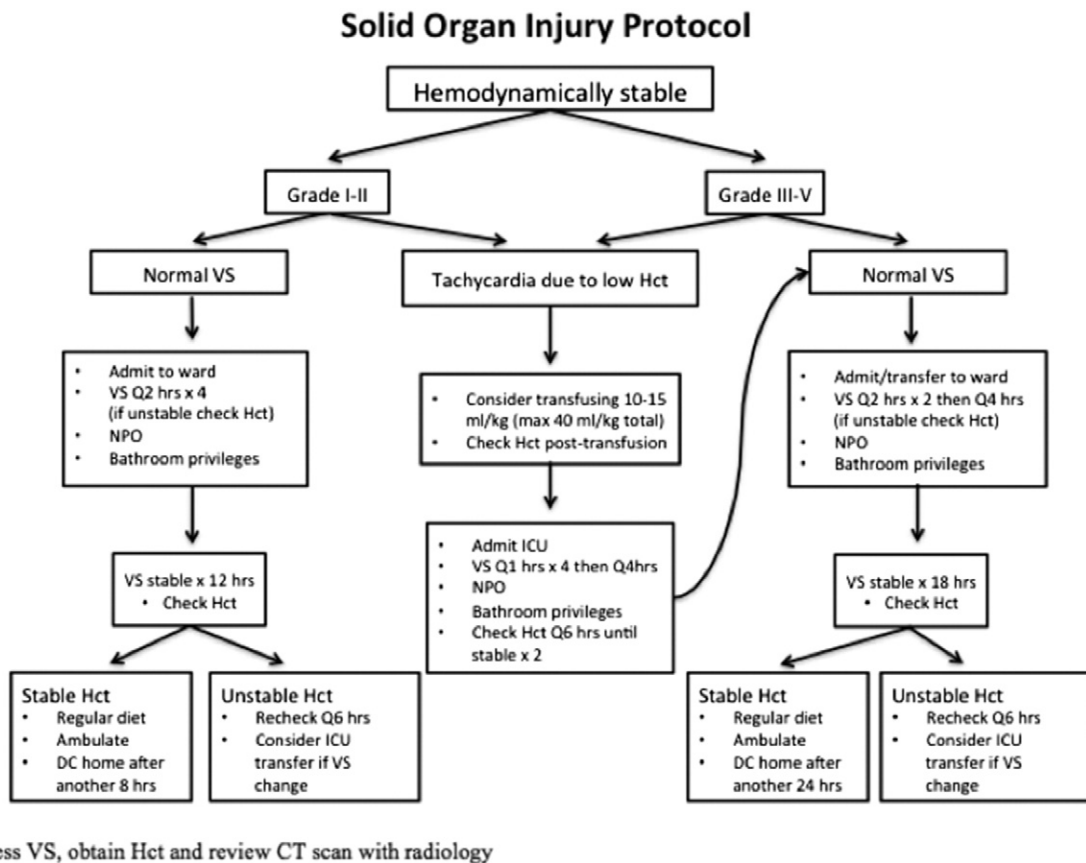 Solid Organ Injury Protocol
Hemodynamically stable
Grade I-II
Grade III-V
Normal VS
Tachycardia due to low Hct
Normal VS
• Admit to ward
• VS Q2 hrs x 4
(if unstable check Hct)
• NPO
• Bathroom privileges
• Consider transfusing 10-15
ml/kg (max 40 ml/kg total)
• Check Hct post-transfusion
• Admit/transfer to ward
• VS Q2 hrs x 2 then Q4 hrs
(if unstable check Hct)
• NPO
• Bathroom privileges
• Admit ICU
• VS Q1 hrs x 4 then Q4hrs
• NPO
• Bathroom privileges
• Check Hct Q6 hrs until
stable x 2
VS stable x 12 hrs
• Check Hct
VS stable x 18 hrs
• Check Hct
Stable Hct
• Regular diet
• Ambulate
• DC home after
another 8 hrs
Unstable Hct
• Recheck Q6 hrs
• Consider ICU
transfer if VS
change
Stable Hct
• Regular diet
• Ambulate
• DC home after
another 24 hrs
Unstable Hct
• Recheck Q6 hrs
• Consider ICU
transfer if VS
change
VS, obtain Hct and review CT scan with radiology